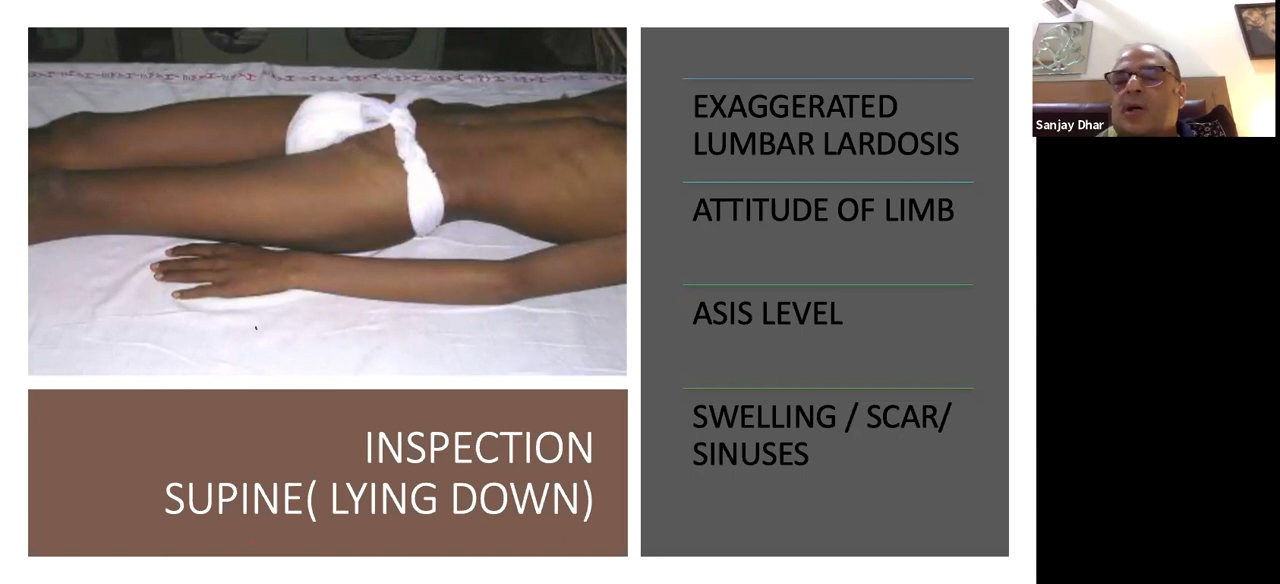 EXAGGERATED
LUMBAR LARDOSIS
ATTITUDE OF LIMB
ASIS LEVEL
SWELLING / SCAR/
SINUSES
INSPECTION
SUPINE( LYING DOWN)
Sanjay Dhar